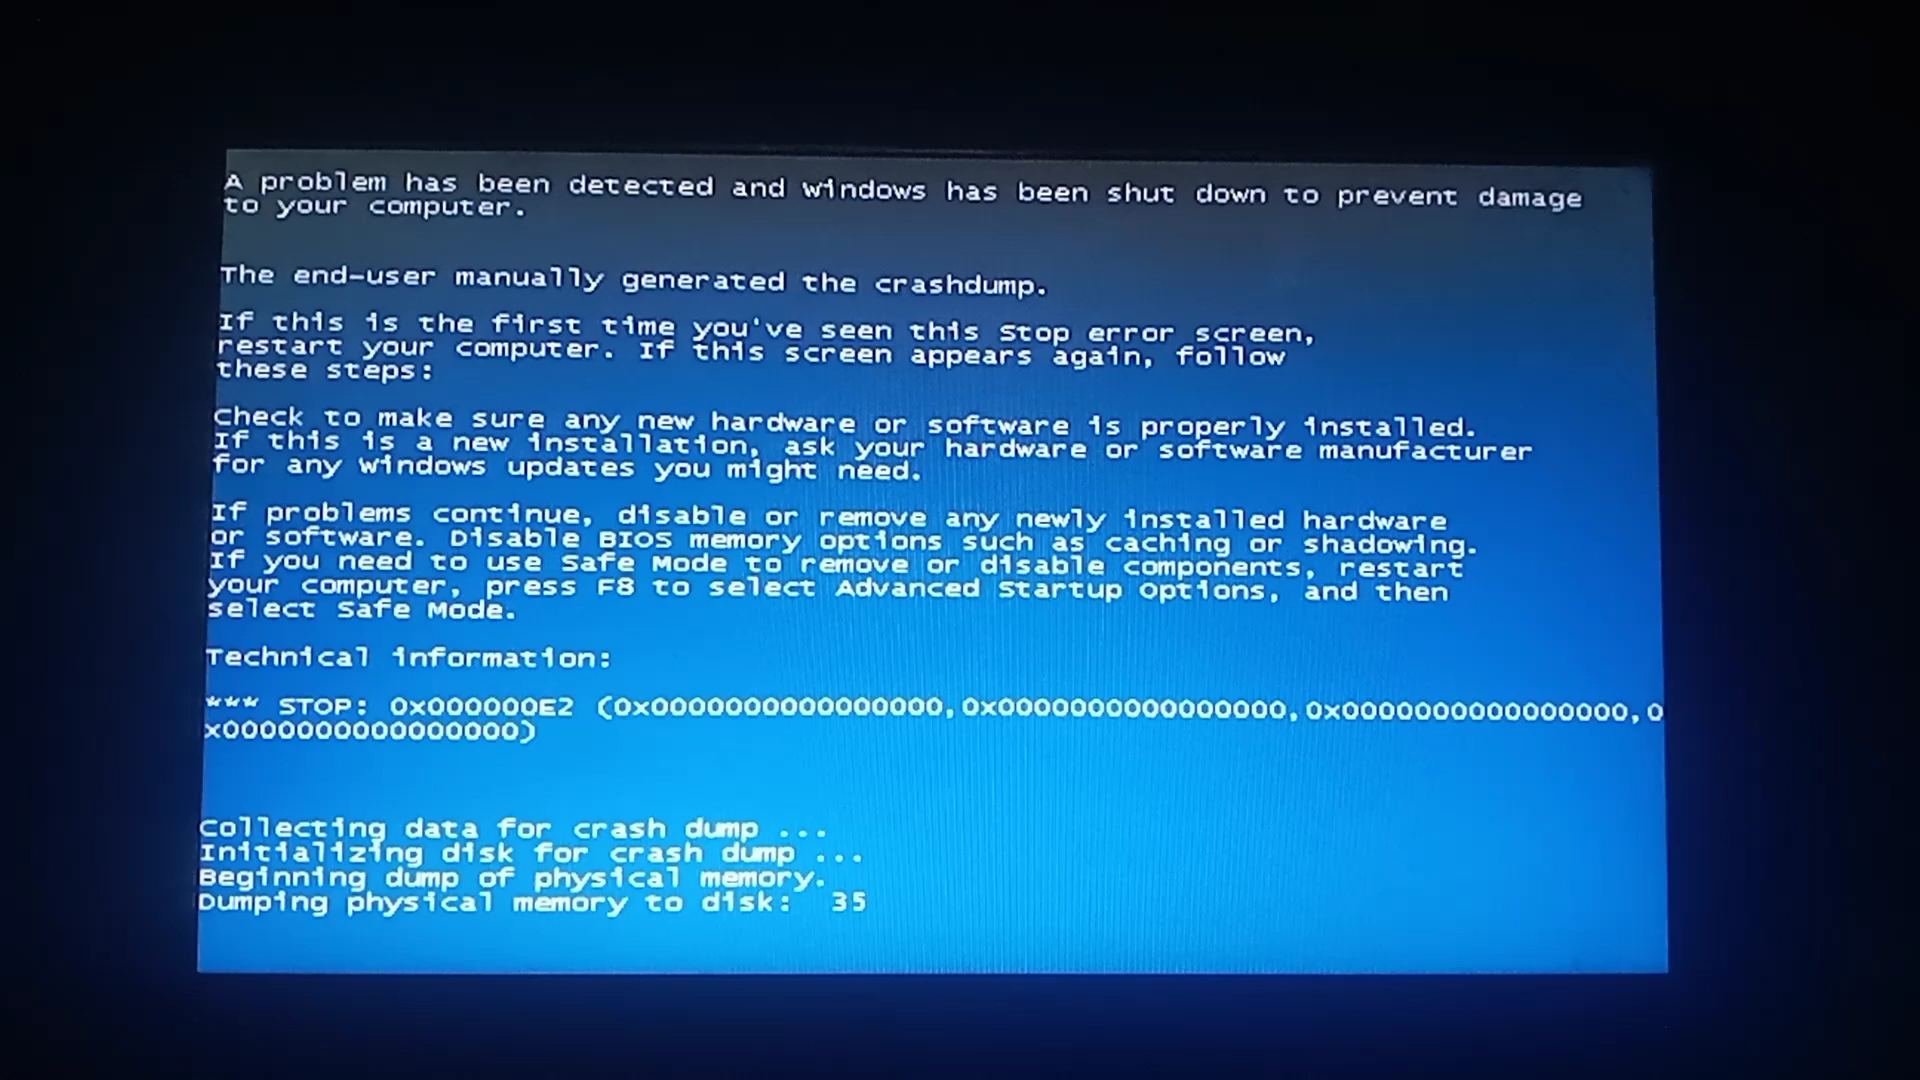 A problem has been detected and windows has been shut down to prevent damage
to your computer.
The end-user manually generated the crashdump.
If this is the first time you've seen this Stop error screen,
restart your computer. If this screen appears again, follow
these steps:
Check to make sure any new hardware or software is properly installed.
If this is a new installation, ask your hardware or software manufacturer
for any windows updates you might need.
If problems continue, disable or remove any newly installed hardware
or software. Disable BIOS memory options such as caching or shadowing.
If you need to use Safe Mode to remove or disable components, restart
your computer, press F8 to select Advanced Startup Options, and then
select Safe Mode.
Technical information:
*** STOP: 0x000000E2 (0x0000000000000000,0x0000000000000000,0x0000000000000000,0
x0000000000000000)
Collecting data for crash dump ...
Initializing disk for crash dump ...
Beginning dump of physical memory.
Dumping physical memory to disk:  35